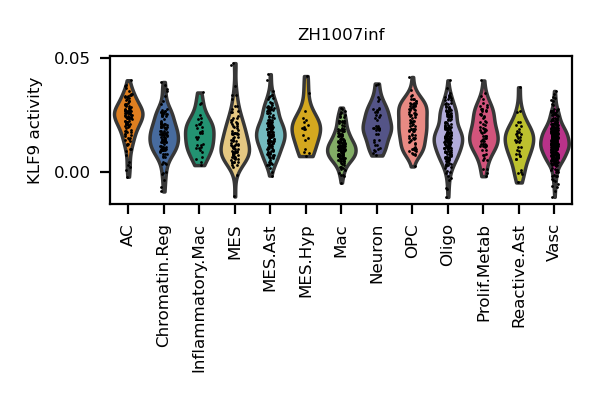 ZH1007inf
KLF9 activity
0.05
0.00
AC
Chromatin.Reg
Inflammatory.Mac
MES
MES.Ast
MES.Hyp
Mac
Neuron
OPC
Oligo
Prolif.Metab
Reactive.Ast
Vasc